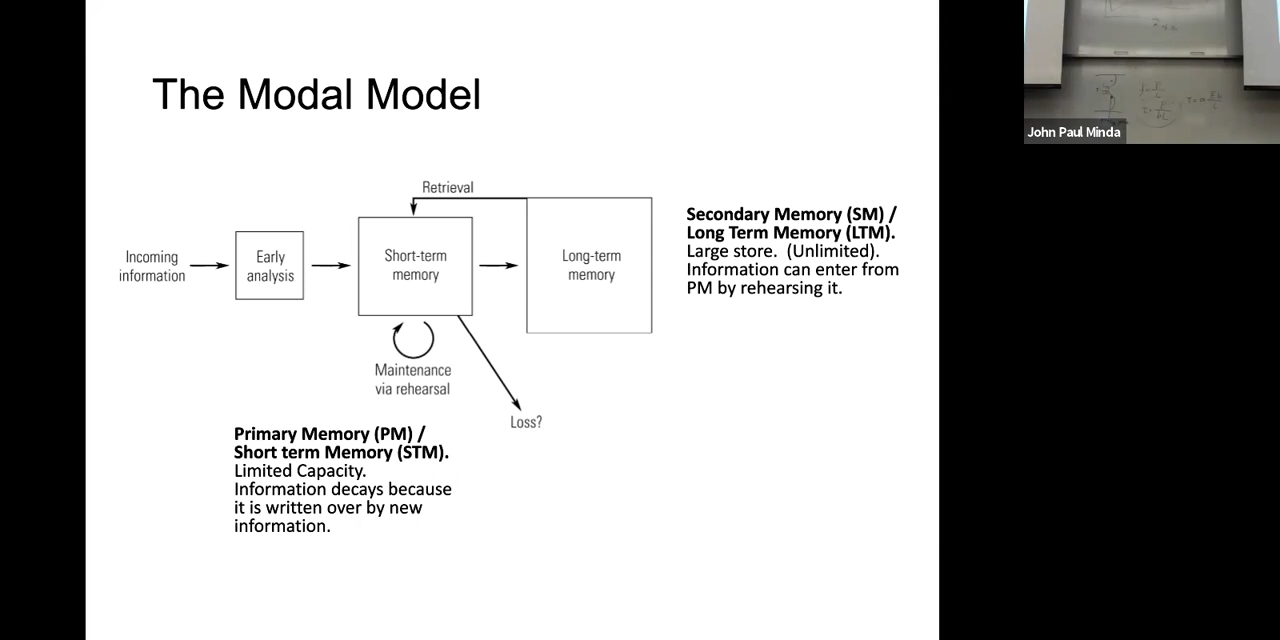 The Modal Model
Retrieval
Incoming
information
Early
analysis
Short-term
memory
Long-term
memory
Maintenance
via rehearsal
Loss?
Secondary Memory (SM) /
Long Term Memory (LTM).
Large store.  (Unlimited).
Information can enter from
PM by rehearsing it.
Primary Memory (PM) /
Short term Memory (STM).
Limited Capacity.
Information decays because
it is written over by new
information.
John Paul Minda